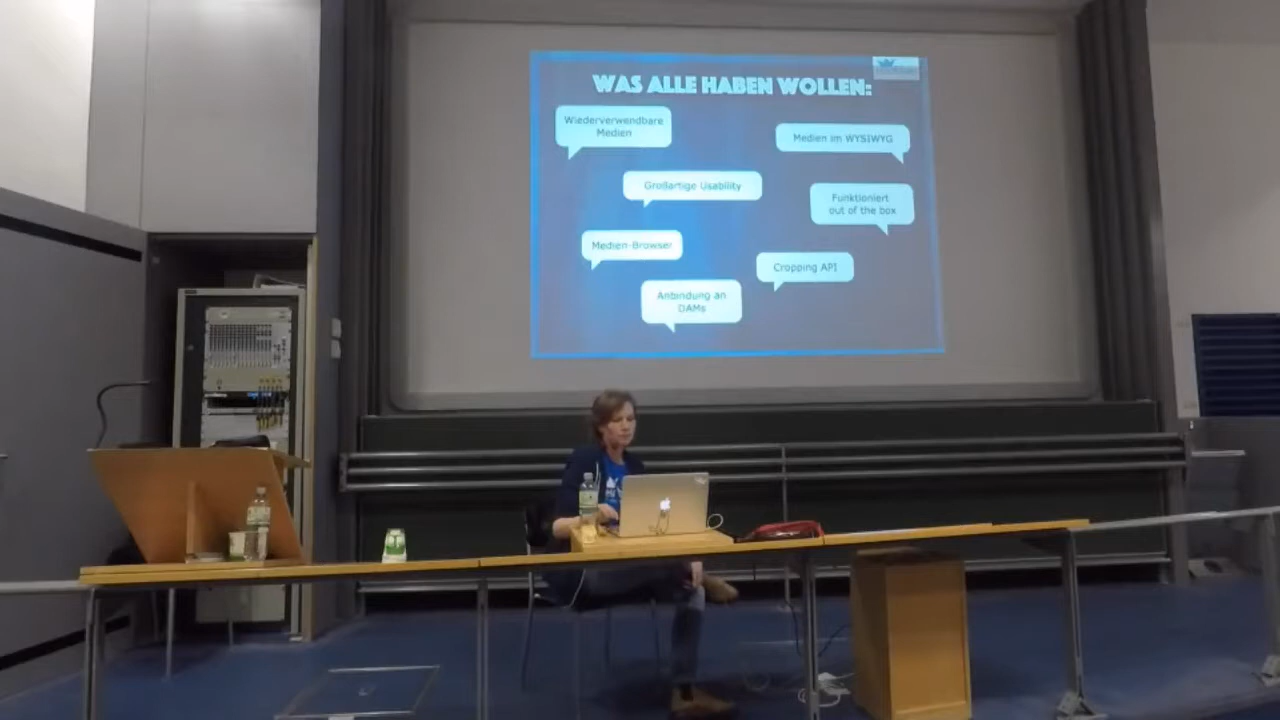 WAS ALLE HABEN WOLLEN:
Wiederverwendbare
Medien
Medien im WYSIWYG
Großartige Usability
Funktioniert
out of the box
Medien-Browser
Cropping API
Anbindung an
DAMs